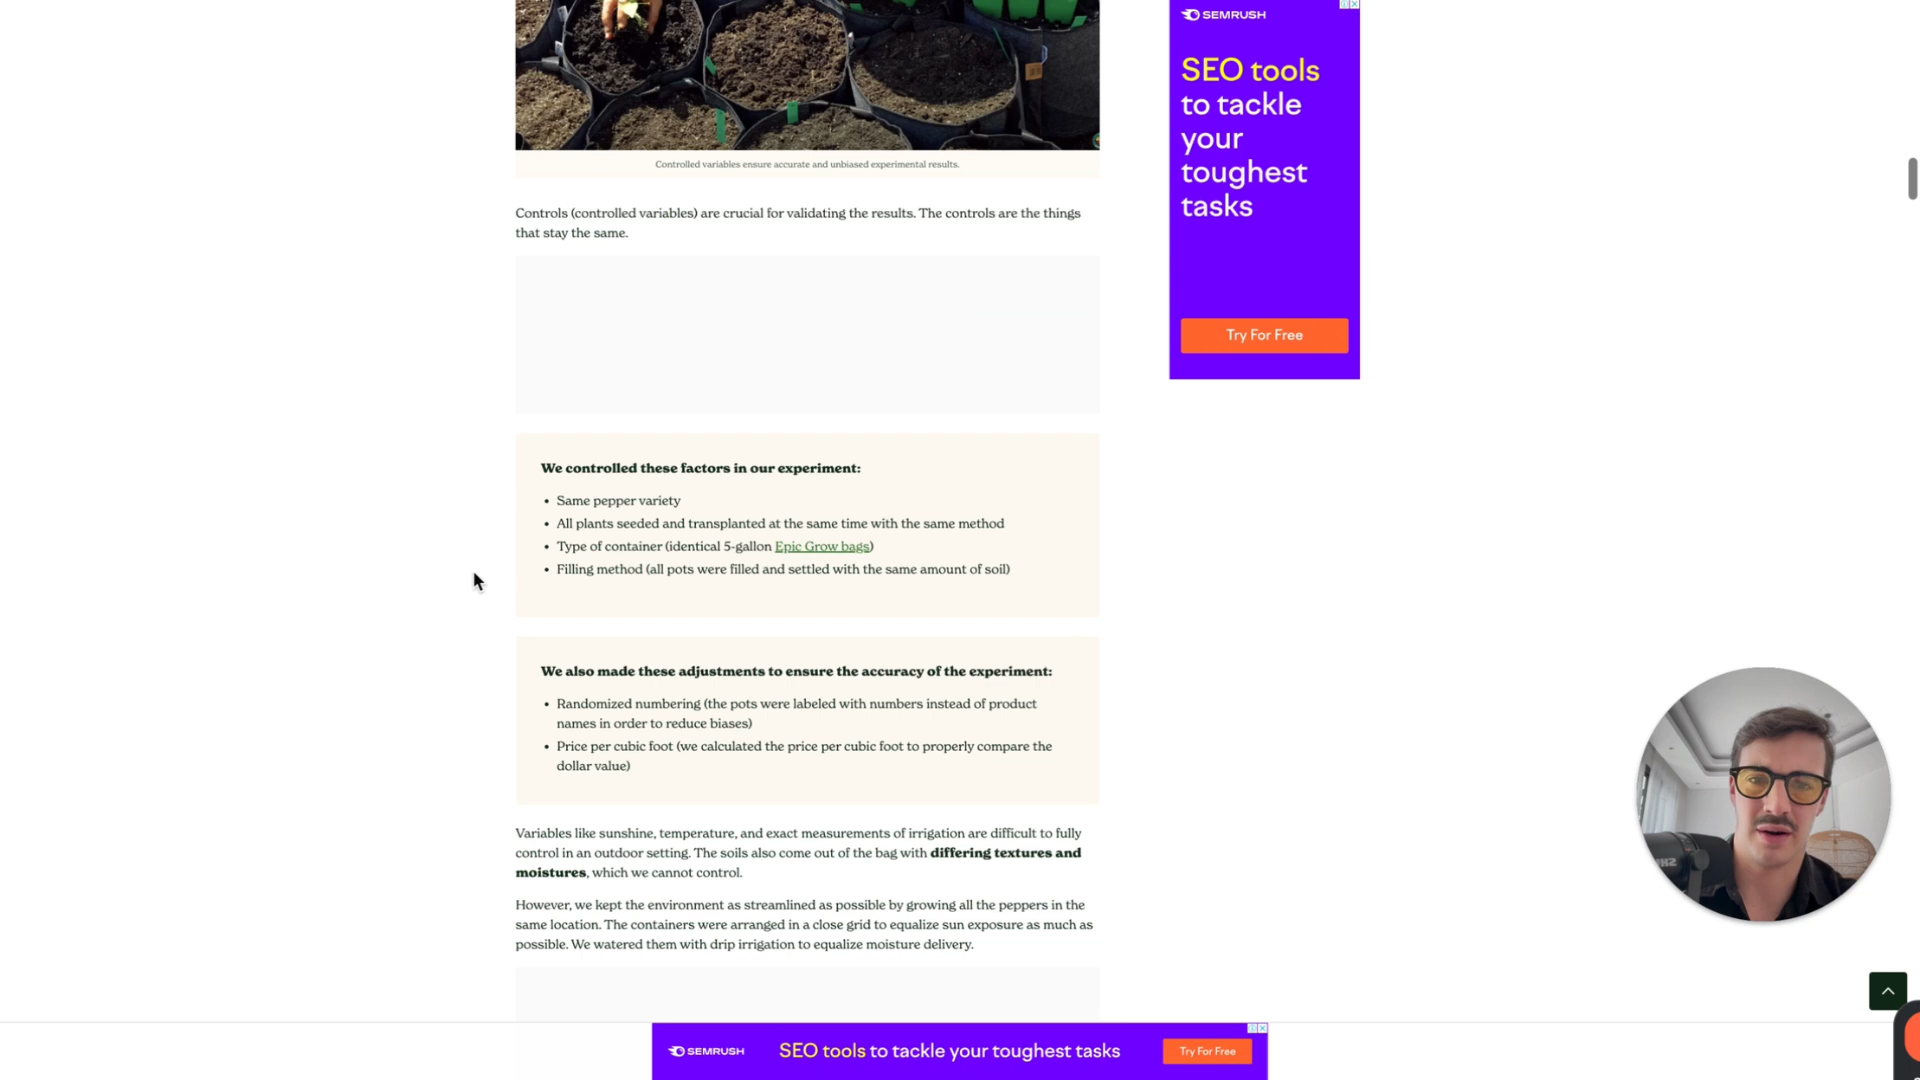 SEMRUSH
SEO tools
to tackle
your
toughest
tasks
Try For Free
Controlled variables ensure accurate and unbiased experimental results.
Controls (controlled variables) are crucial for validating the results. The controls are the things
that stay the same.
We controlled these factors in our experiment:
• Same pepper variety
• All plants seeded and transplanted at the same time with the same method
• Type of container (identical 5-gallon Epic Grow bags)
• Filling method (all pots were filled and settled with the same amount of soil)
We also made these adjustments to ensure the accuracy of the experiment:
• Randomized numbering (the pots were labeled with numbers instead of product
names in order to reduce biases)
• Price per cubic foot (we calculated the price per cubic foot to properly compare the
dollar value)
Variables like sunshine, temperature, and exact measurements of irrigation are difficult to fully
control in an outdoor setting. The soils also come out of the bag with differing textures and
moistures, which we cannot control.
However, we kept the environment as streamlined as possible by growing all the peppers in the
same location. The containers were arranged in a close grid to equalize sun exposure as much as
possible. We watered them with drip irrigation to equalize moisture delivery.
SEMRUSH
SEO tools to tackle your toughest tasks
Try For Free